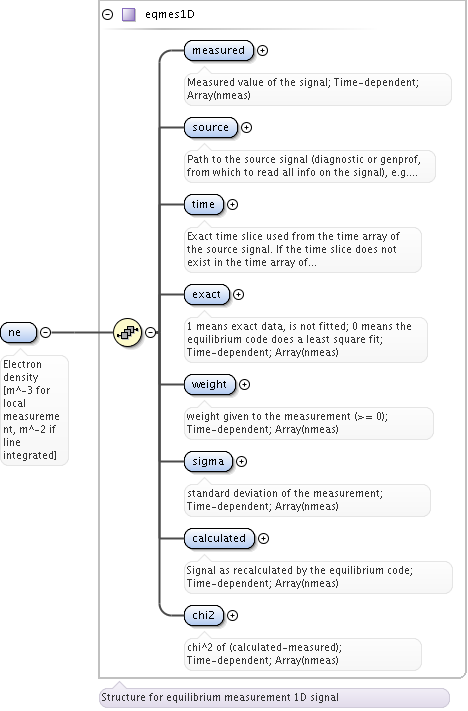 eqmes1D
measured
Measured value of the signal; Time-dependent;
Array(nmeas)
source
Path to the source signal (diagnostic or genprof,
from which to read all info on the signal), e.g....
time
Exact time slice used from the time array of
the source signal. If the time slice does not
exist in the time array of...
exact
1 means exact data, is not fitted; 0 means the
equilibrium code does a least square fit;
Time-dependent; Array(nmeas)
ne
Electron
density
[m^-3 for
local
measureme
nt, m^-2 if
line
integrated]
weight
weight given to the measurement (>= 0);
Time-dependent; Array(nmeas)
sigma
standard deviation of the measurement;
Time-dependent; Array(nmeas)
calculated
Signal as recalculated by the equilibrium code;
Time-dependent; Array(nmeas)
chi2
chi^2 of (calculated-measured);
Time-dependent; Array(nmeas)
Structure for equilibrium measurement 1D signal